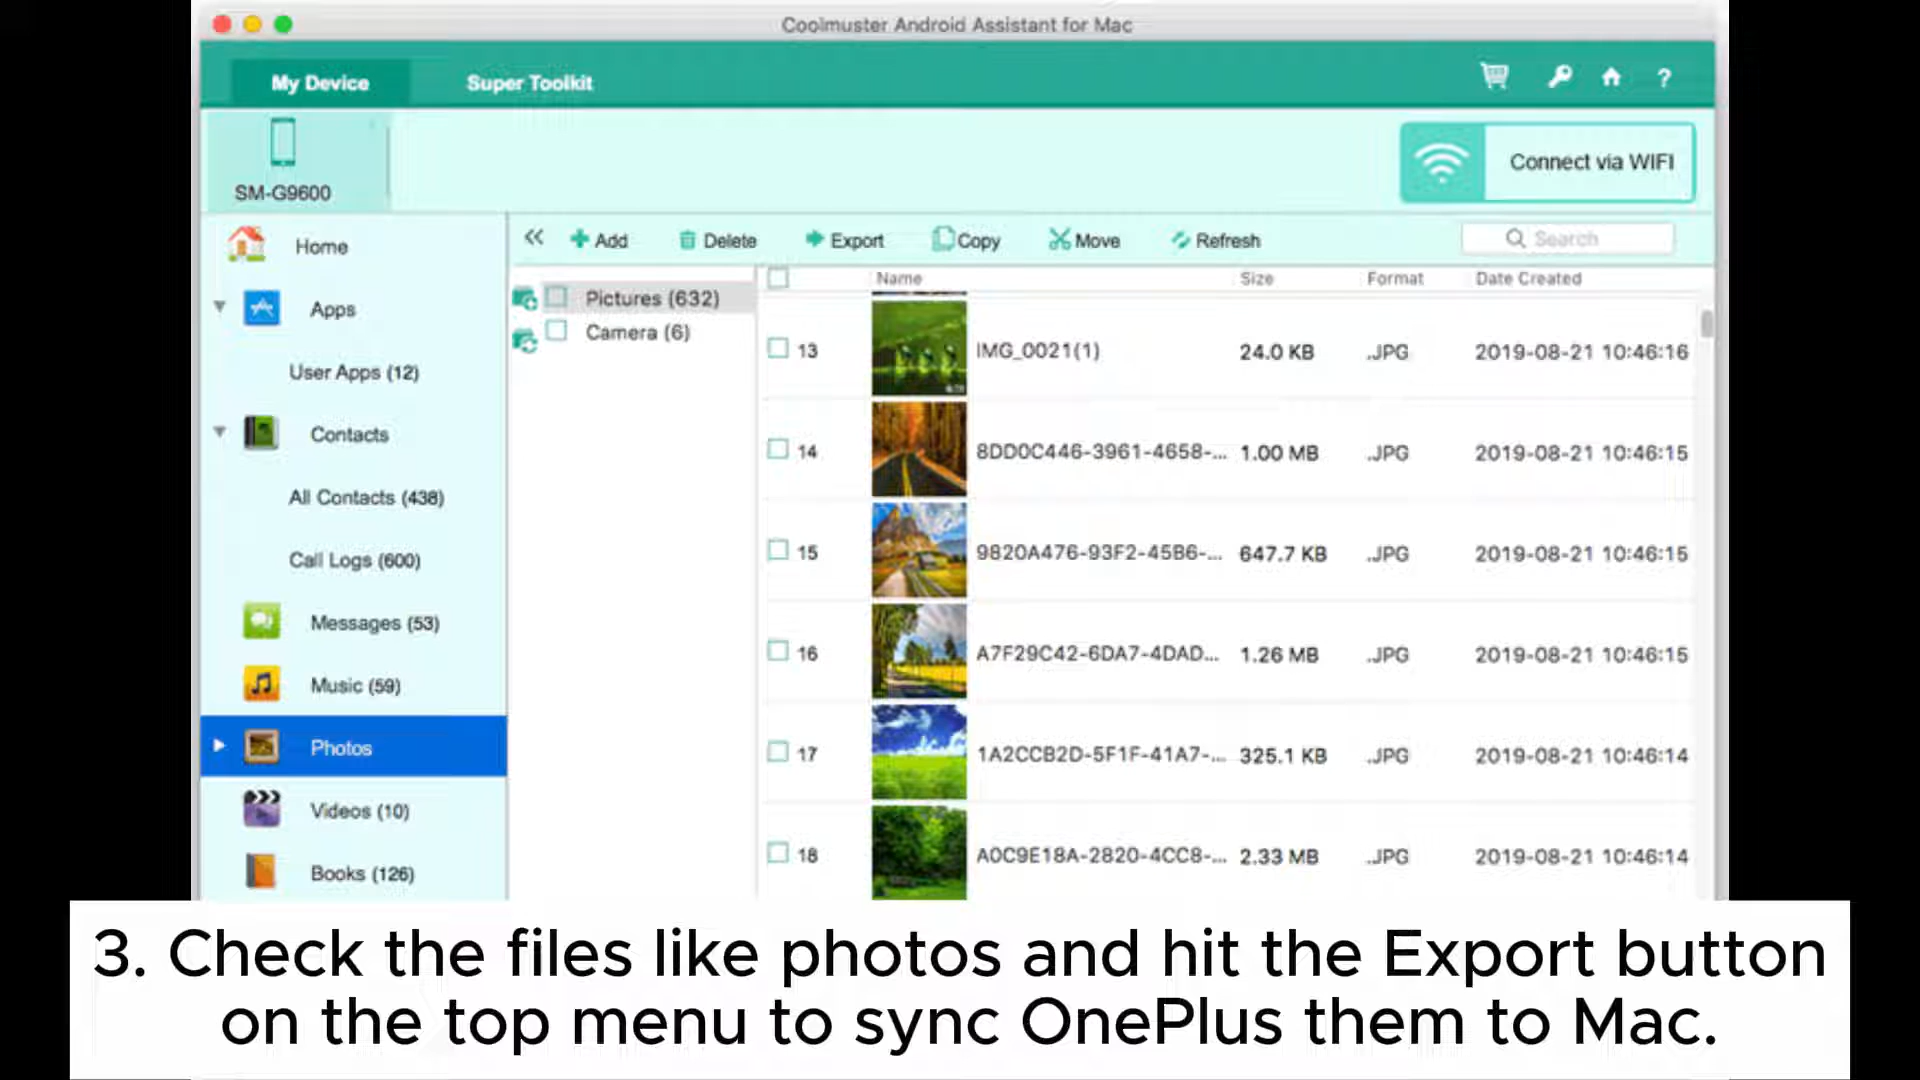 Coolmuster Android Assistant for Mac
My Device
Super Toolkit
?
SM-G9600
Connect via WIFI
Home
Apps
User Apps (12)
Contacts
All Contacts (438)
Call Logs (600)
Messages (53)
Music (59)
Photos
Videos (10)
Books (126)
Add Delete Export Copy Move Refresh Search
Pictures (632)
Camera (6)
Name Size Format Date Created
13 IMG_0021(1) 24.0 KB .JPG 2019-08-21 10:46:16
14 8DD0C446-3961-4658-... 1.00 MB .JPG 2019-08-21 10:46:15
15 9820A476-93F2-45B6-... 647.7 KB .JPG 2019-08-21 10:46:15
16 A7F29C42-6DA7-4DAD... 1.26 MB .JPG 2019-08-21 10:46:15
17 1A2CCB2D-5F1F-41A7-... 325.1 KB .JPG 2019-08-21 10:46:14
18 A0C9E18A-2820-4CC8-... 2.33 MB .JPG 2019-08-21 10:46:14
3. Check the files like photos and hit the Export button
on the top menu to sync OnePlus them to Mac.